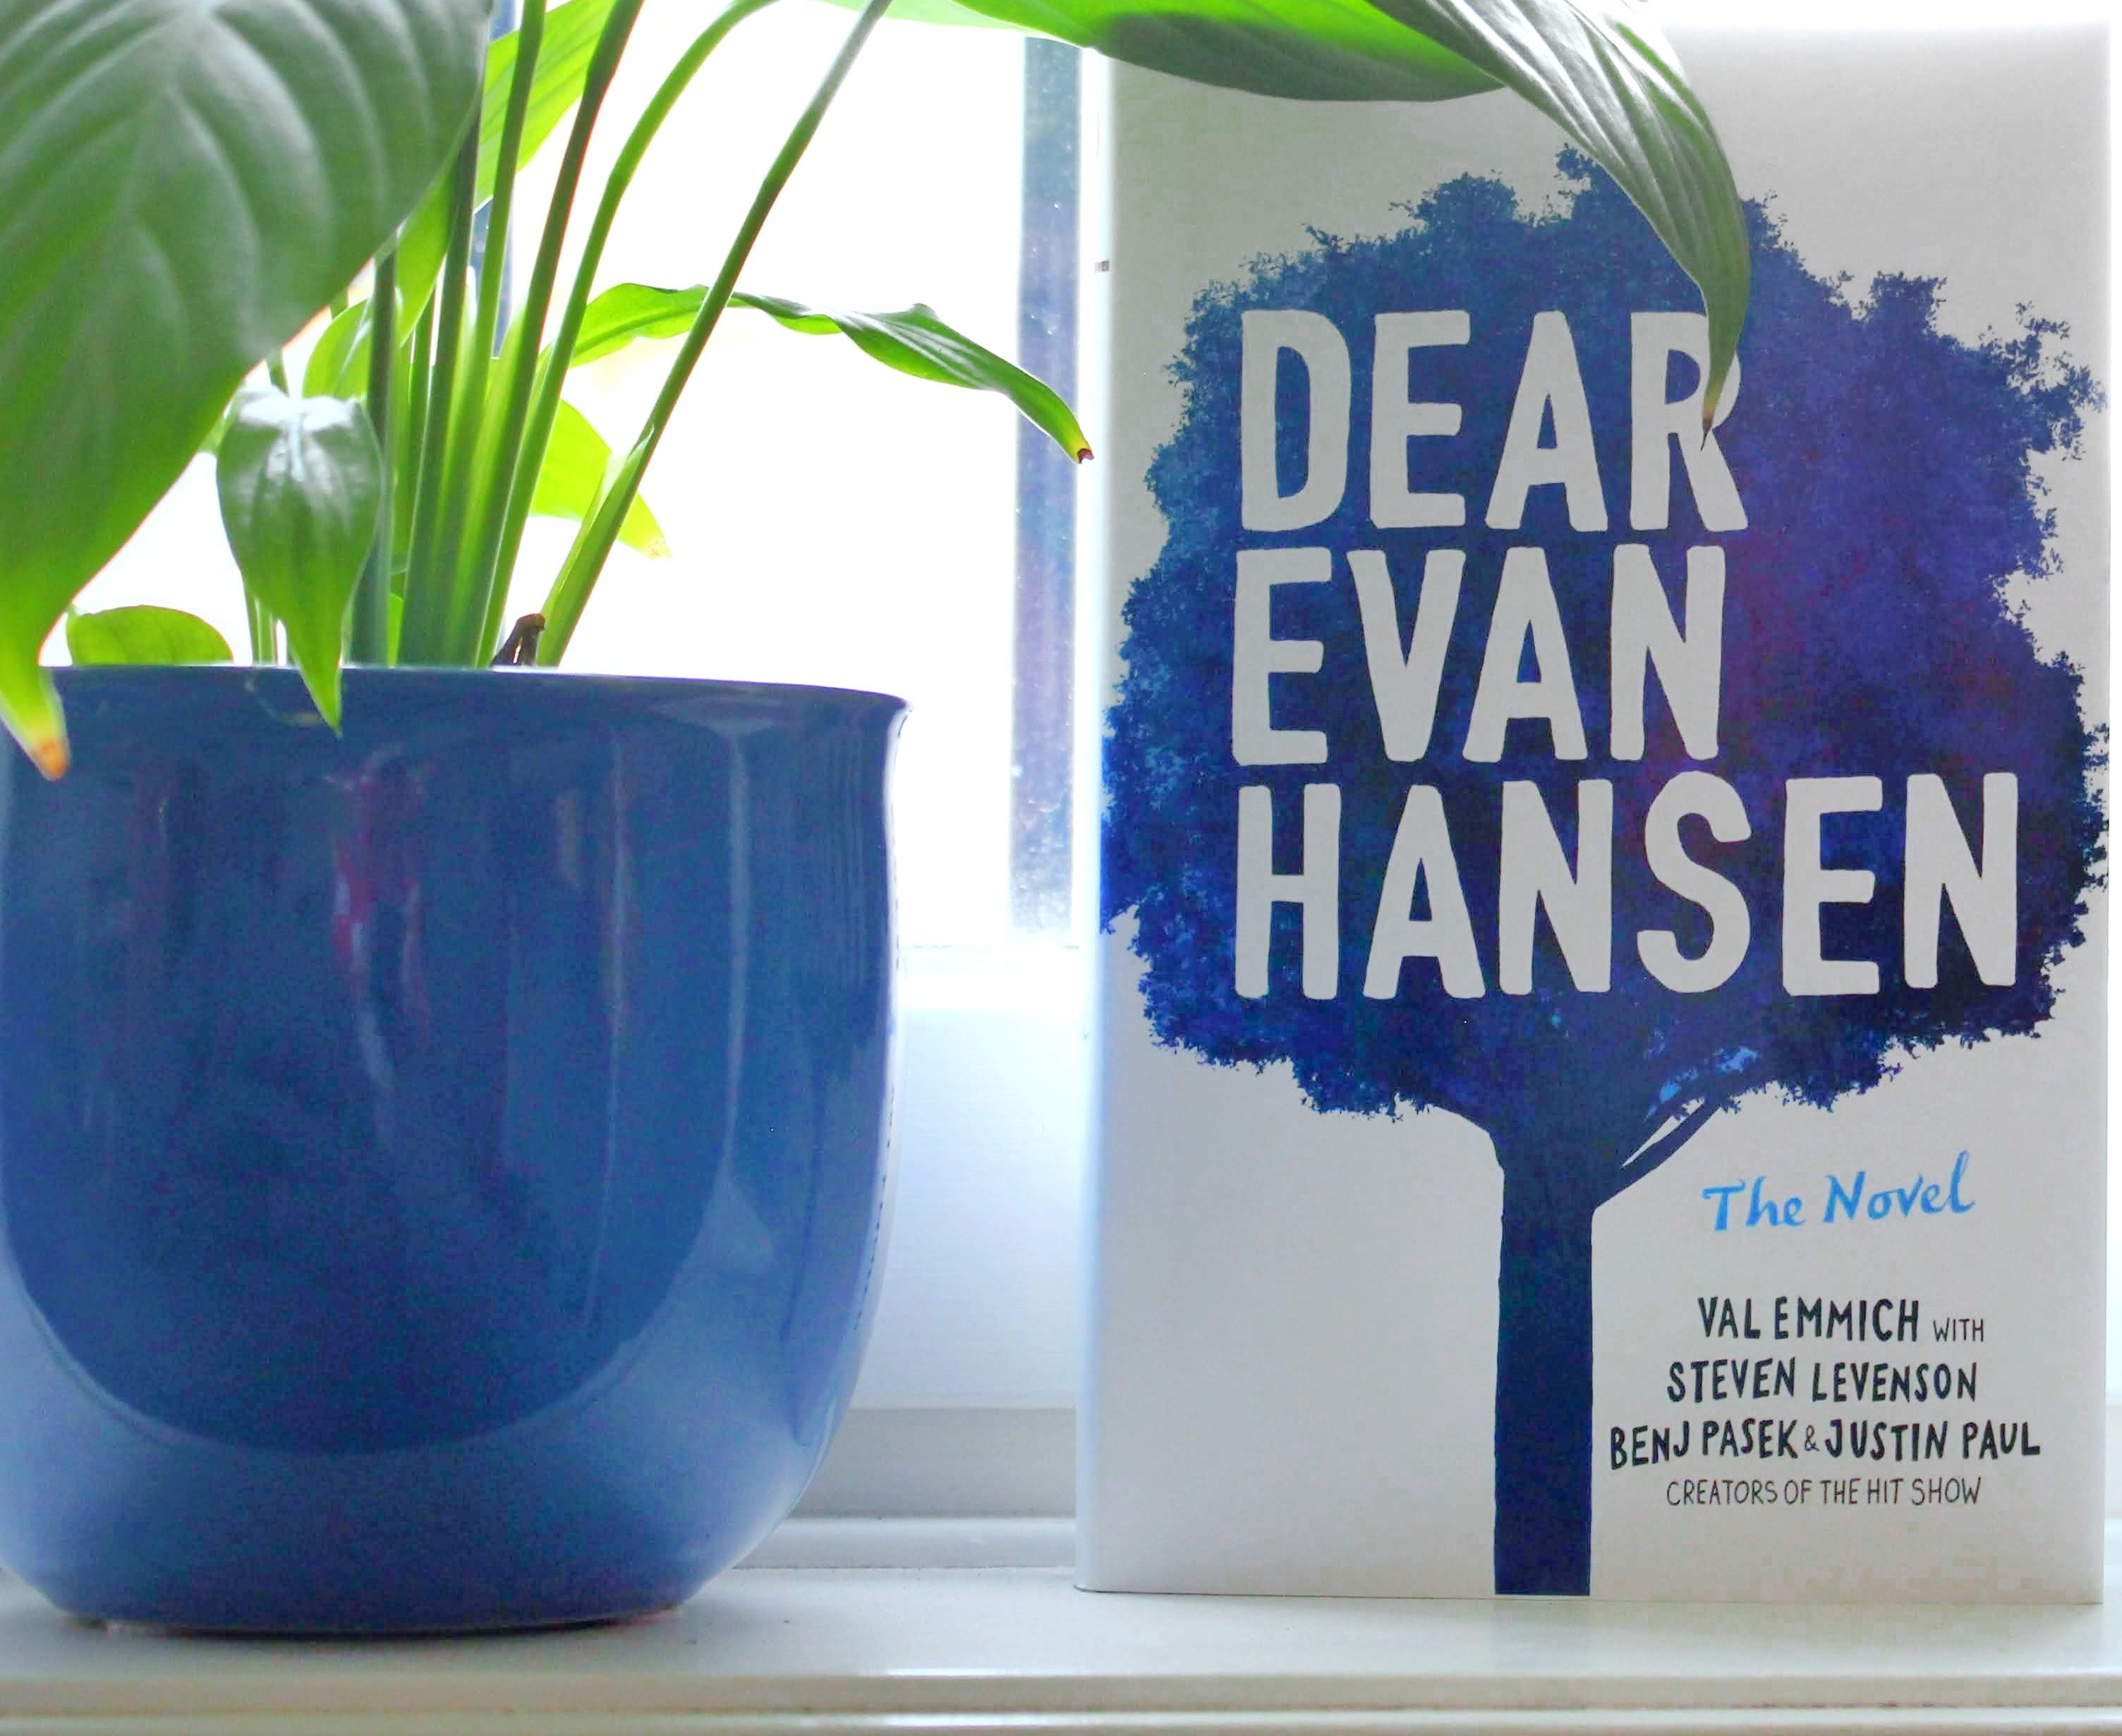 DEAR
EVAN
HANSEN
The Novel
VAL EMMICH WITH
STEVEN LEVENSON
BENJ PASEK & JUSTIN PAUL
CREATORS OF THE HIT SHOW